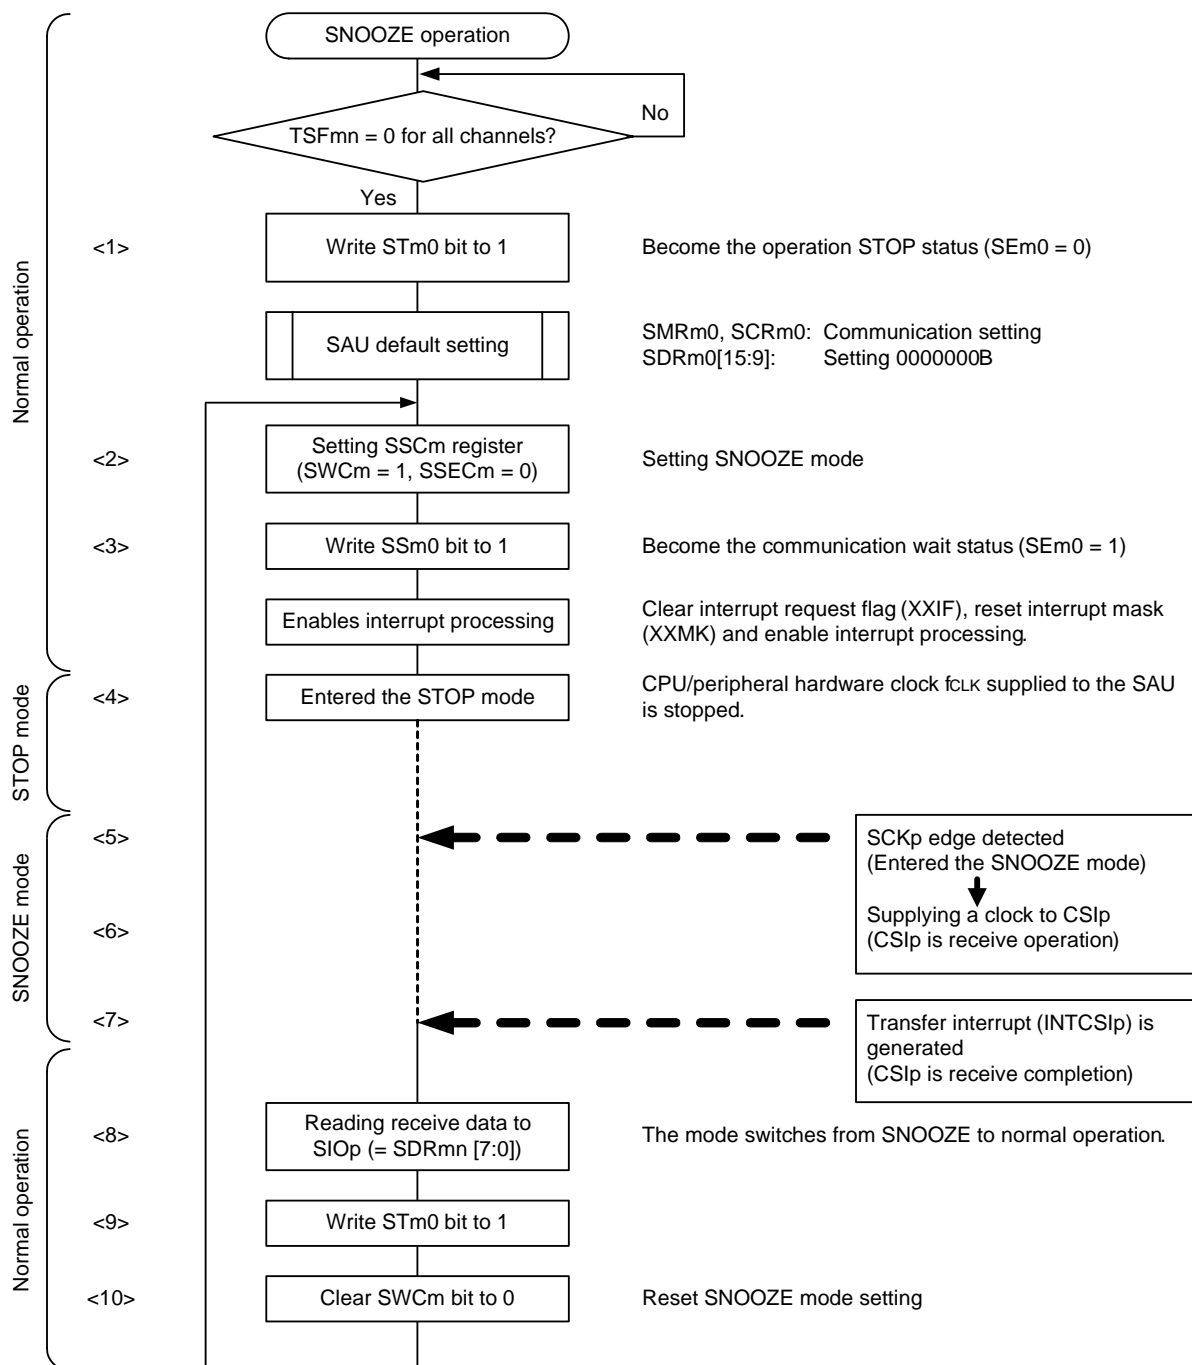 SNOOZE operation
No
TSFmn = 0 for all channels?
Yes
<1>
Write STm0 bit to 1
Become the operation STOP status (SEm0 = 0)
Normal operation
SAU default setting
SMRm0, SCRm0: Communication setting
SDRm0[15:9]: Setting 0000000B
<2>
Setting SSCm register
(SWCm = 1, SSECm = 0)
Setting SNOOZE mode
<3>
Write SSm0 bit to 1
Become the communication wait status (SEm0 = 1)
Enables interrupt processing
Clear interrupt request flag (XXIF), reset interrupt mask
(XXMK) and enable interrupt processing.
STOP mode
<4>
Entered the STOP mode
CPU/peripheral hardware clock fCLK supplied to the SAU
is stopped.
SNOOZE mode
<5>
SCKp edge detected
(Entered the SNOOZE mode)
<6>
Supplying a clock to CSIp
(CSIp is receive operation)
<7>
Transfer interrupt (INTCSIp) is
generated
(CSIp is receive completion)
Normal operation
<8>
Reading receive data to
SIOp (= SDRmn [7:0])
The mode switches from SNOOZE to normal operation.
<9>
Write STm0 bit to 1
<10>
Clear SWCm bit to 0
Reset SNOOZE mode setting